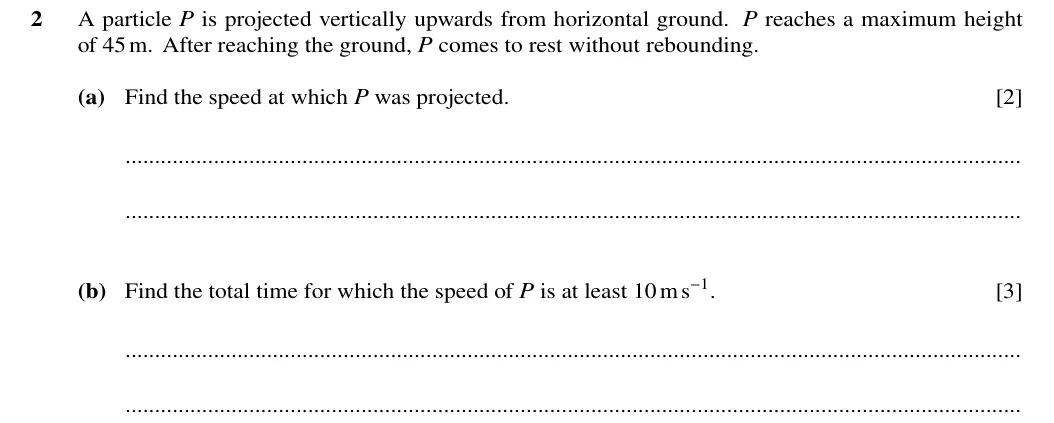 2 A particle P is projected vertically upwards from horizontal ground. P reaches a maximum height
of 45 m. After reaching the ground, P comes to rest without rebounding.
(a) Find the speed at which P was projected. [2]
(b) Find the total time for which the speed of P is at least 10 m s⁻¹. [3]